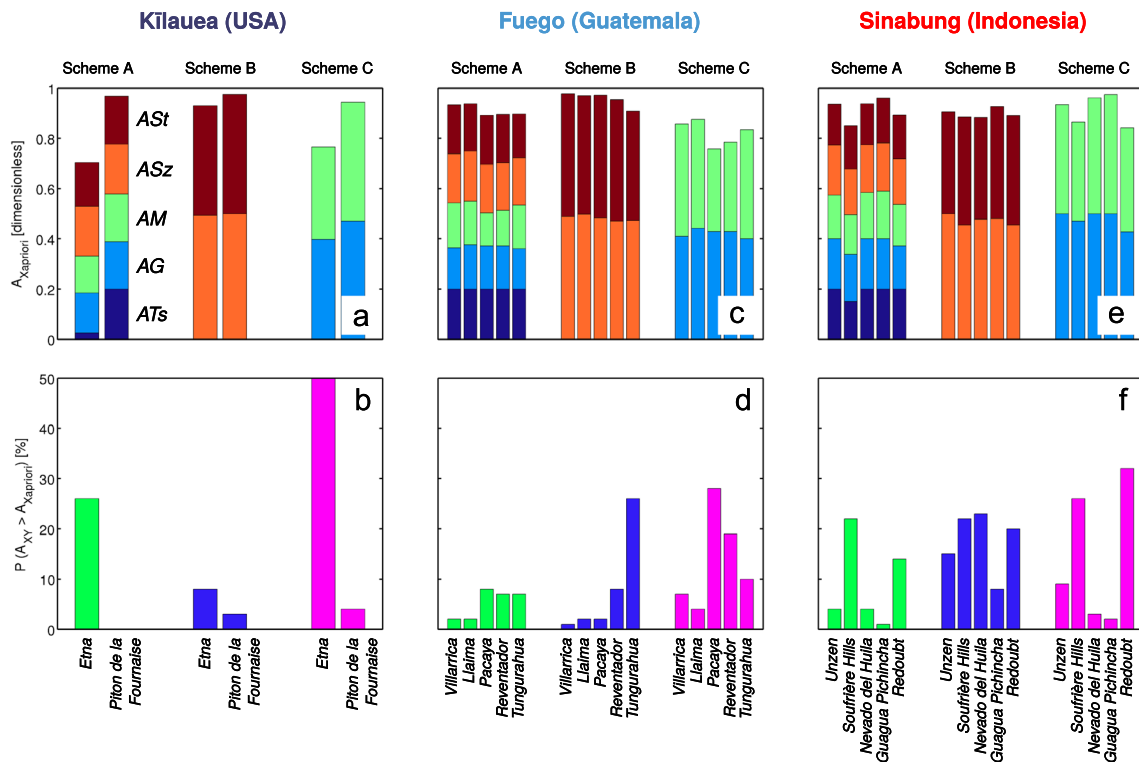 Kīlauea (USA)
Fuego (Guatemala)
Sinabung (Indonesia)
Scheme A
Scheme B
Scheme C
Scheme A
Scheme B
Scheme C
Scheme A
Scheme B
Scheme C
A Xapriori [dimensionless]
1
0.8
0.6
0.4
0.2
0
ASt
ASz
AM
AG
ATs
a
c
e
P (A XY > A Xapriori) [%]
50
40
30
20
10
0
b
d
f
Etna
Piton de la
Fournaise
Etna
Piton de la
Fournaise
Etna
Piton de la
Fournaise
Villarrica
Llaima
Pacaya
Reventador
Tungurahua
Villarrica
Llaima
Pacaya
Reventador
Tungurahua
Villarrica
Llaima
Pacaya
Reventador
Tungurahua
Unzen
Soufrière Hills
Nevado del Huila
Guagua Pichincha
Redoubt
Unzen
Soufrière Hills
Nevado del Huila
Guagua Pichincha
Redoubt
Unzen
Soufrière Hills
Nevado del Huila
Guagua Pichincha
Redoubt